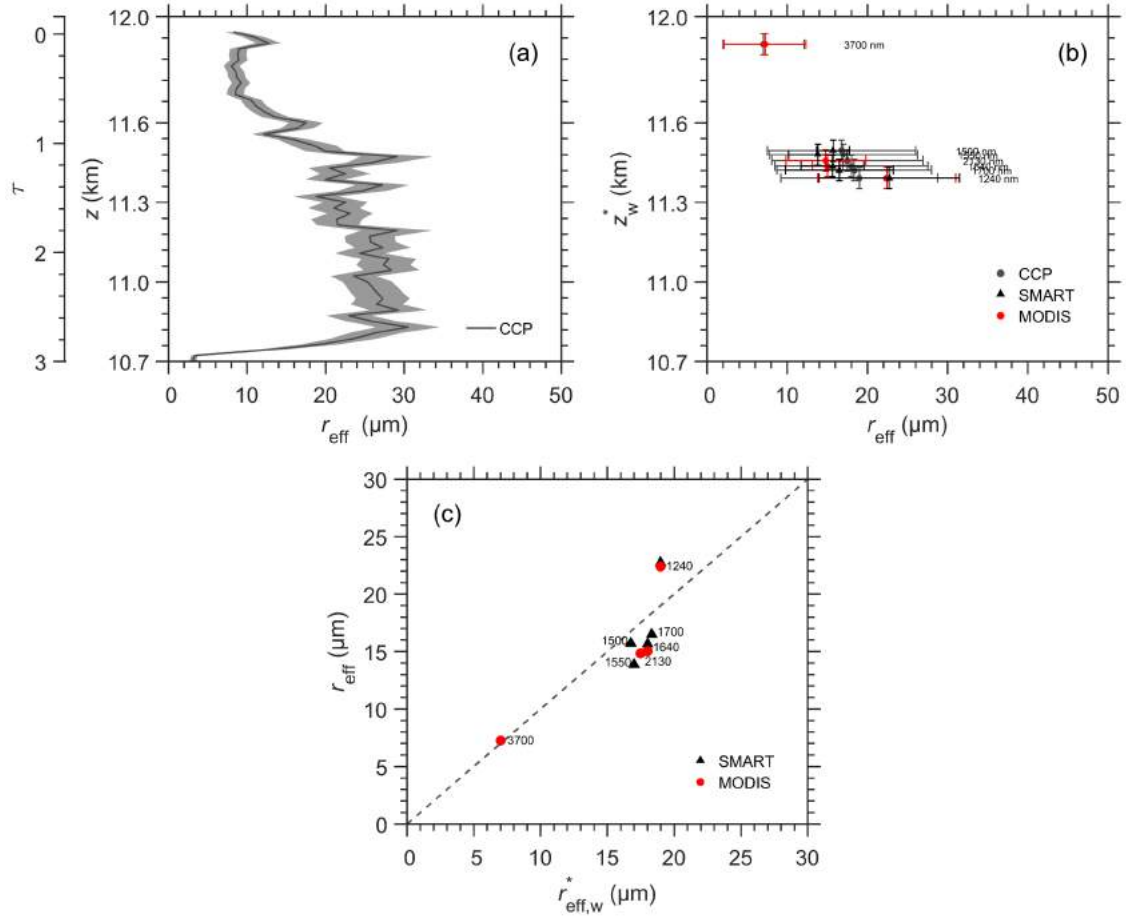 (a)
0
1
2
3
τ
12.0
11.6
11.3
11.0
10.7
z (km)
CCP
0 10 20 30 40 50
r_eff (µm)
(b)
3700 nm
1500 nm
1700 nm
1240 nm
12.0
11.6
11.3
11.0
10.7
z*_w (km)
CCP
SMART
MODIS
0 10 20 30 40 50
r_eff (µm)
(c)
30
25
20
15
10
5
0
r_eff (µm)
1240
1700
1500
1640
1550
2130
3700
SMART
MODIS
0 5 10 15 20 25 30
r*_eff,w (µm)